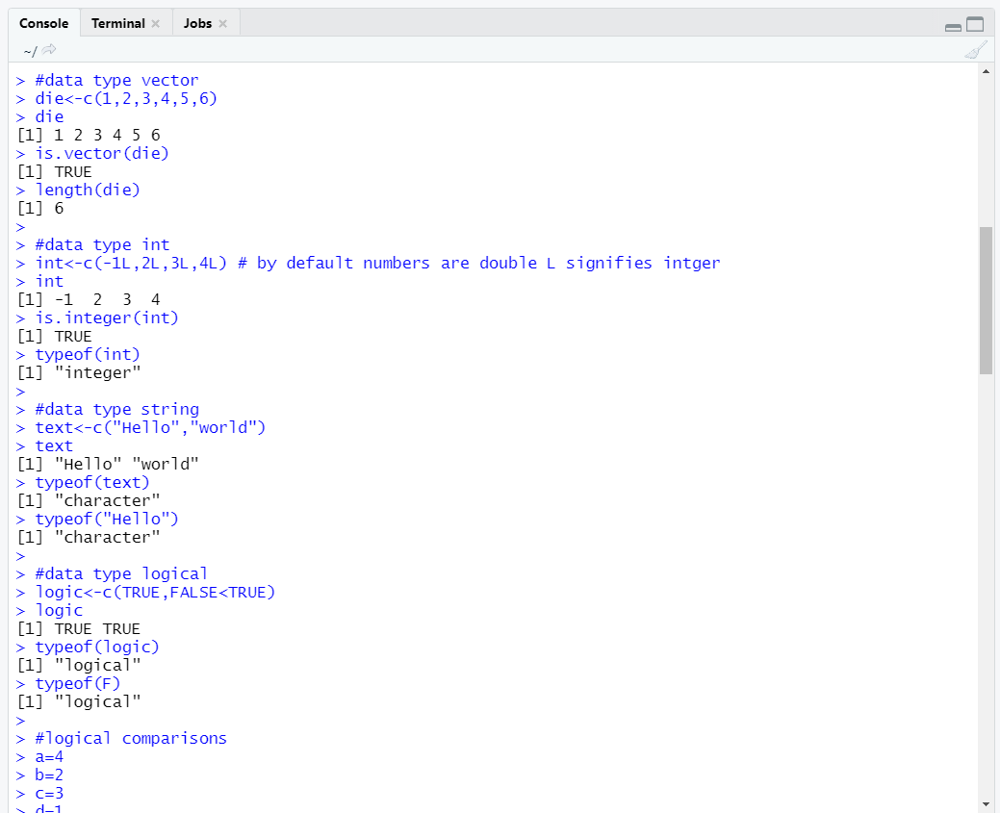 Console Terminal Jobs
~/
> #data type vector
> die<-c(1,2,3,4,5,6)
> die
[1] 1 2 3 4 5 6
> is.vector(die)
[1] TRUE
> length(die)
[1] 6
>
> #data type int
> int<-c(-1L,2L,3L,4L) # by default numbers are double L signifies intger
> int
[1] -1  2  3  4
> is.integer(int)
[1] TRUE
> typeof(int)
[1] "integer"
>
> #data type string
> text<-c("Hello","world")
> text
[1] "Hello" "world"
> typeof(text)
[1] "character"
> typeof("Hello")
[1] "character"
>
> #data type logical
> logic<-c(TRUE,FALSE<TRUE)
> logic
[1] TRUE TRUE
> typeof(logic)
[1] "logical"
> typeof(F)
[1] "logical"
>
> #logical comparisons
> a=4
> b=2
> c=3
> d=1